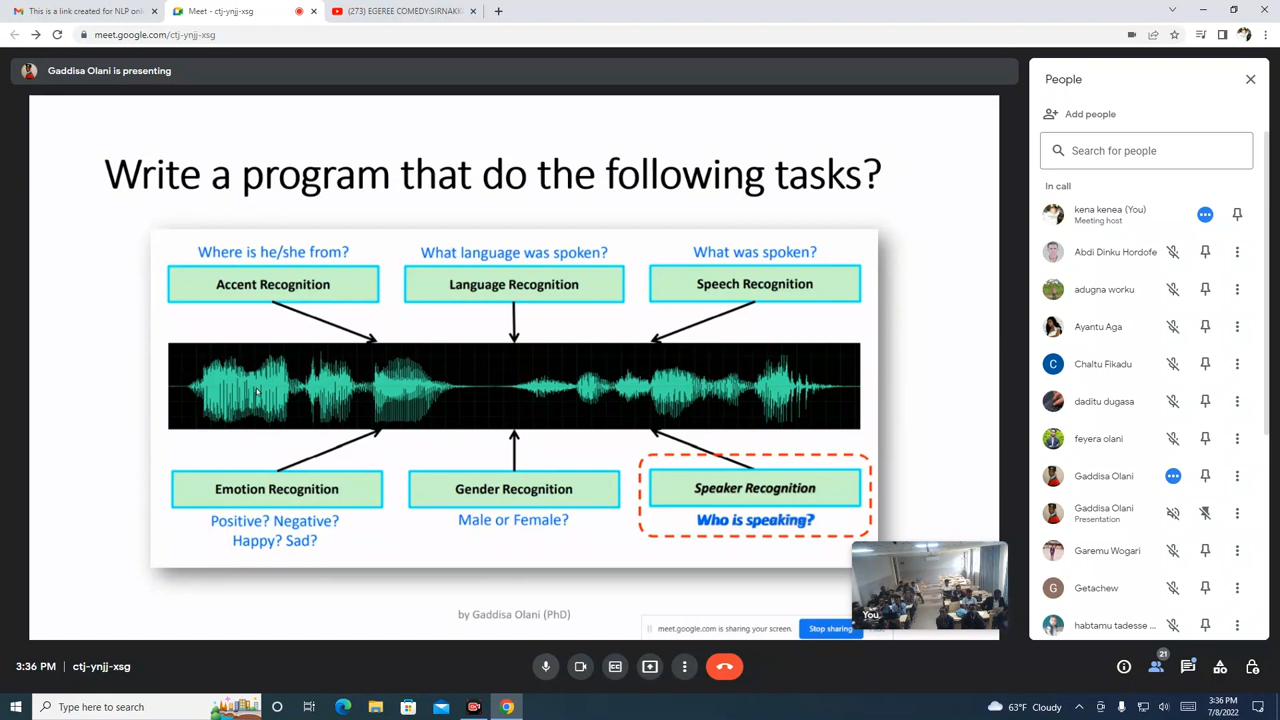 This is a link created for NLP onl
Meet - ctj-ynjj-xsg
(273) EGEREE COMEDY:SIRNAKK
meet.google.com/ctj-ynjj-xsg
Gaddisa Olani is presenting
Write a program that do the following tasks?
Where is he/she from?
What language was spoken?
What was spoken?
Accent Recognition
Language Recognition
Speech Recognition
Emotion Recognition
Gender Recognition
Speaker Recognition
Positive? Negative?
Happy? Sad?
Male or Female?
Who is speaking?
by Gaddisa Olani (PhD)
meet.google.com is sharing your screen.
Stop sharing
You
People
Add people
Search for people
In call
kena kenea (You)
Meeting host
Abdi Dinku Hordofe
adugna worku
Ayantu Aga
C
Chaltu Fikadu
daditu dugasa
feyera olani
Gaddisa Olani
Gaddisa Olani
Presentation
Garemu Wogari
G
Getachew
habtamu tadesse ...
3:36 PM | ctj-ynjj-xsg
21
Type here to search
63°F Cloudy
3:36 PM
7/8/2022